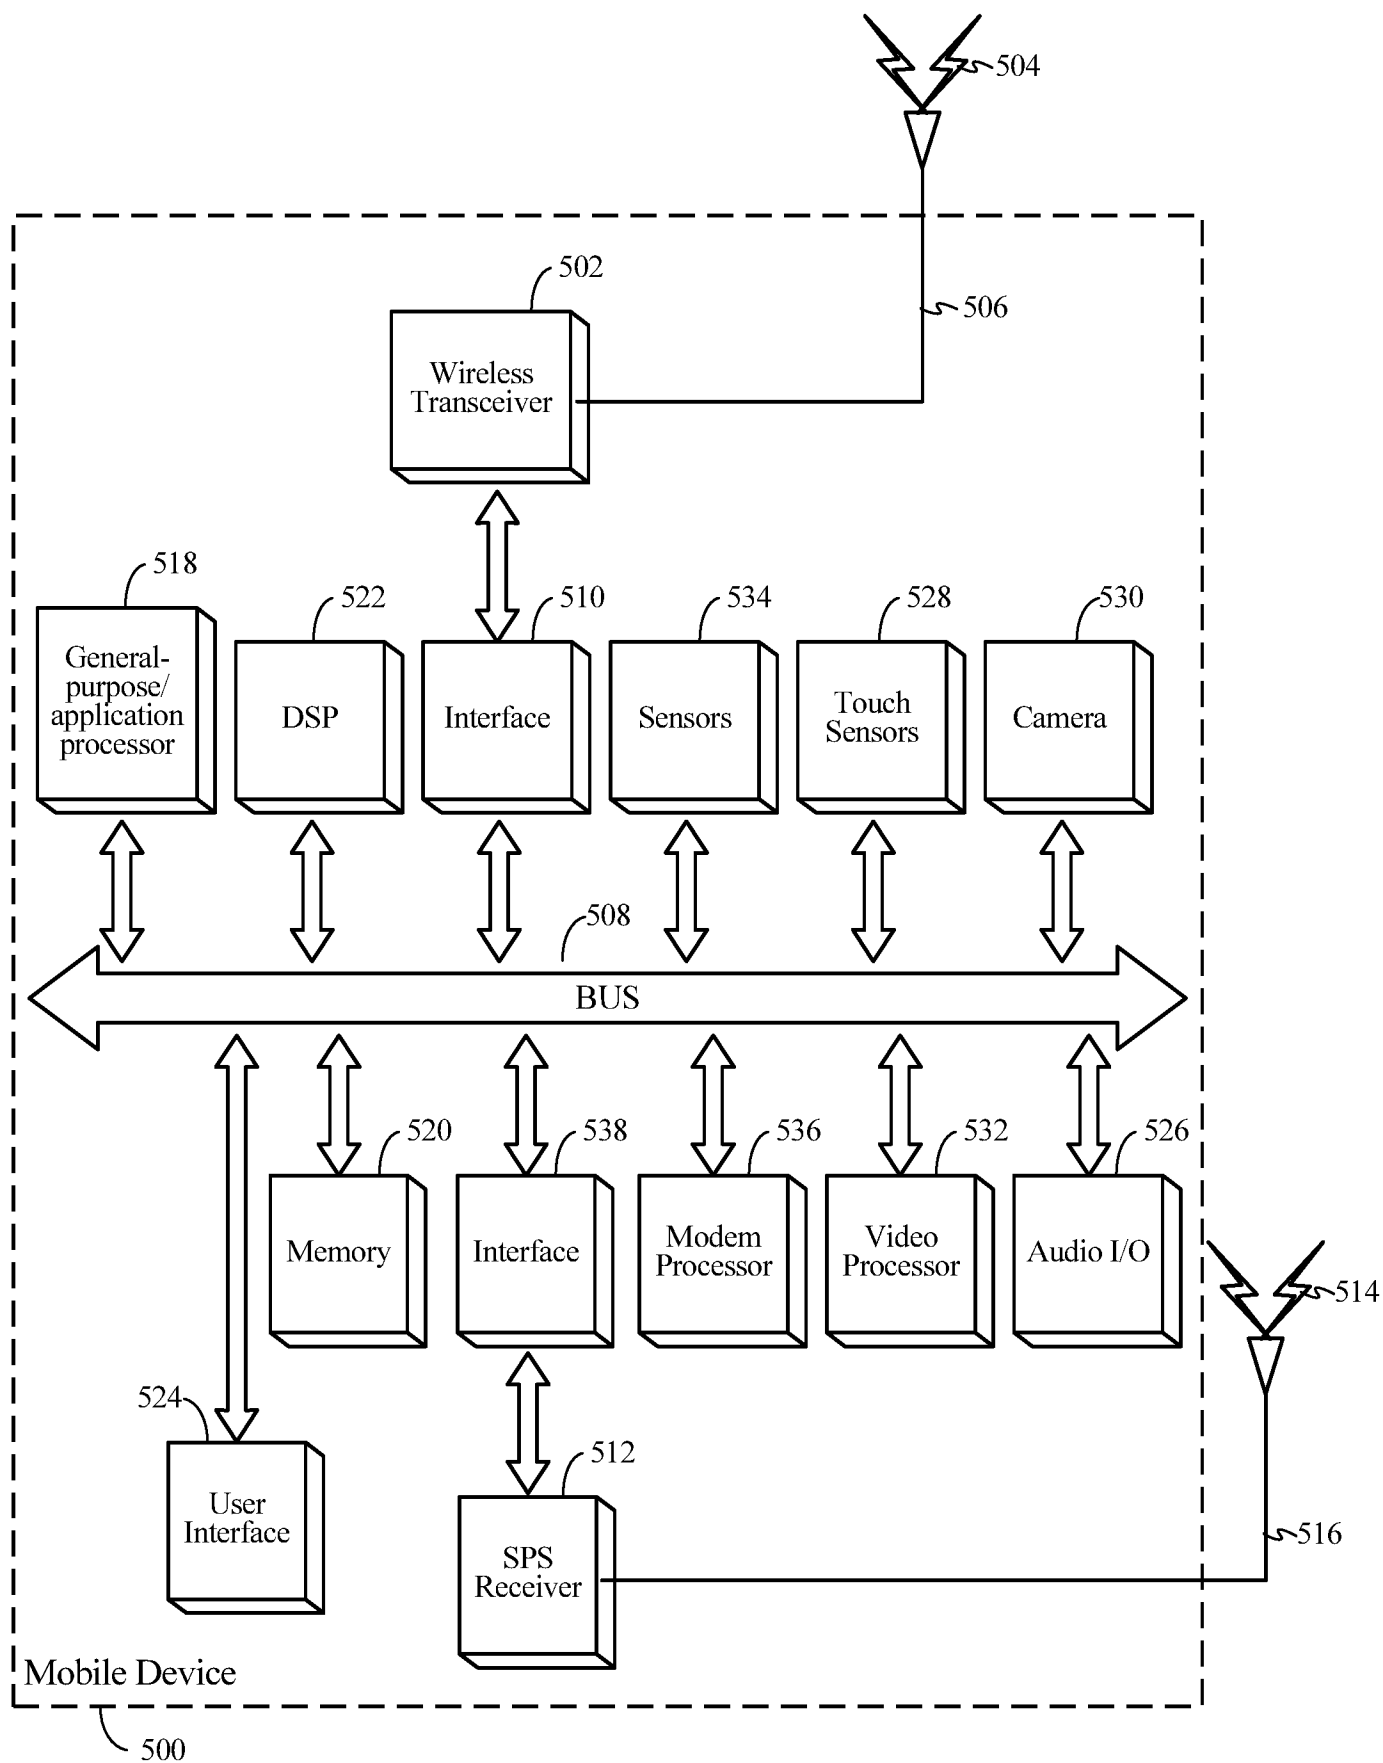 504
502
506
Wireless
Transceiver
518
522
510
534
528
530
General-
purpose/
application
processor
DSP
Interface
Sensors
Touch
Sensors
Camera
508
BUS
520
538
536
532
526
Memory
Interface
Modem
Processor
Video
Processor
Audio I/O
514
524
512
User
Interface
SPS
Receiver
516
Mobile Device
500